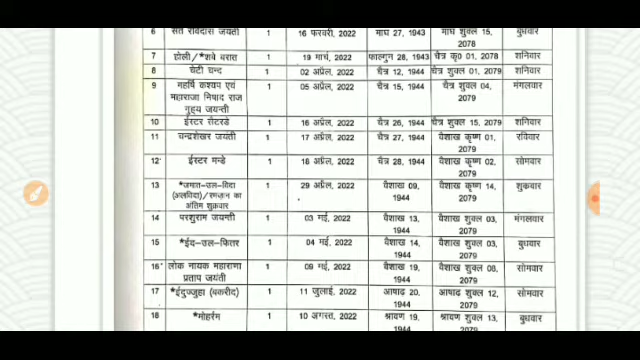 6 संत रविदास जयंती 1 16 फरवरी, 2022 माघ 27, 1943 माघ शुक्ल 15, 2078 बुधवार
7 होली/*शबे बरात 1 19 मार्च, 2022 फाल्गुन 28, 1943 चैत्र कृ0 01, 2078 शनिवार
8 चेटी चन्द 1 02 अप्रैल, 2022 चैत्र 12, 1944 चैत्र शुक्ल 01, 2079 शनिवार
9 महर्षि कश्यप एवं महाराजा निषाद राज गुहय जयन्ती 1 05 अप्रैल, 2022 चैत्र 15, 1944 चैत्र शुक्ल 04, 2079 मंगलवार
10 ईस्टर सैटरडे 1 16 अप्रैल, 2022 चैत्र 26, 1944 चैत्र शुक्ल 15, 2079 शनिवार
11 चन्द्रशेखर जयंती 1 17 अप्रैल, 2022 चैत्र 27, 1944 वैशाख कृष्ण 01, 2079 रविवार
12 ईस्टर मन्डे 1 18 अप्रैल, 2022 चैत्र 28, 1944 वैशाख कृष्ण 02, 2079 सोमवार
13 *जमात-उल-विदा (अलविदा)/रमज़ान का अंतिम शुक्रवार 1 29 अप्रैल, 2022 वैशाख 09, 1944 वैशाख कृष्ण 14, 2079 शुक्रवार
14 परशुराम जयन्ती 1 03 मई, 2022 वैशाख 13, 1944 वैशाख शुक्ल 03, 2079 मंगलवार
15 *ईद-उल-फितर 1 04 मई, 2022 वैशाख 14, 1944 वैशाख शुक्ल 03, 2079 बुधवार
16 लोक नायक महाराणा प्रताप जयंती 1 09 मई, 2022 वैशाख 19, 1944 वैशाख शुक्ल 08, 2079 सोमवार
17 *ईदुज्जुहा (बकरीद) 1 11 जुलाई, 2022 आषाढ 20, 1944 आषाढ शुक्ल 12, 2079 सोमवार
18 *मोहर्रम 1 10 अगस्त, 2022 श्रावण 19, 1944 श्रावण शुक्ल 13, 2079 बुधवार